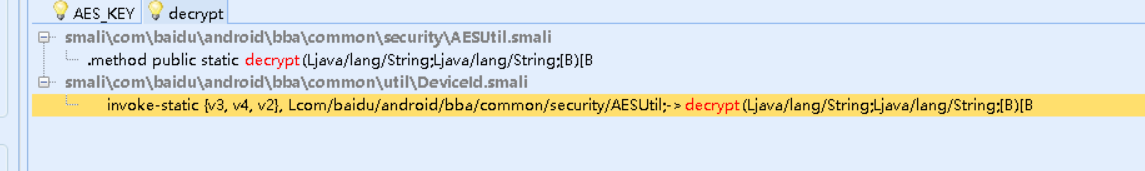 AES_KEY decrypt
smali\com\baidu\android\bba\common\security\AESUtil.smali
.method public static decrypt(Ljava/lang/String;Ljava/lang/String;[B)[B
smali\com\baidu\android\bba\common\util\DeviceId.smali
invoke-static {v3, v4, v2}, Lcom/baidu/android/bba/common/security/AESUtil;->decrypt(Ljava/lang/String;Ljava/lang/String;[B)[B